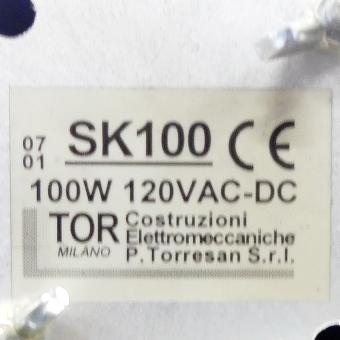 07 01 SK100 CE
100W 120VAC-DC
TOR MILANO
Costruzioni
Elettromeccaniche
P.Torresan S.r.l.